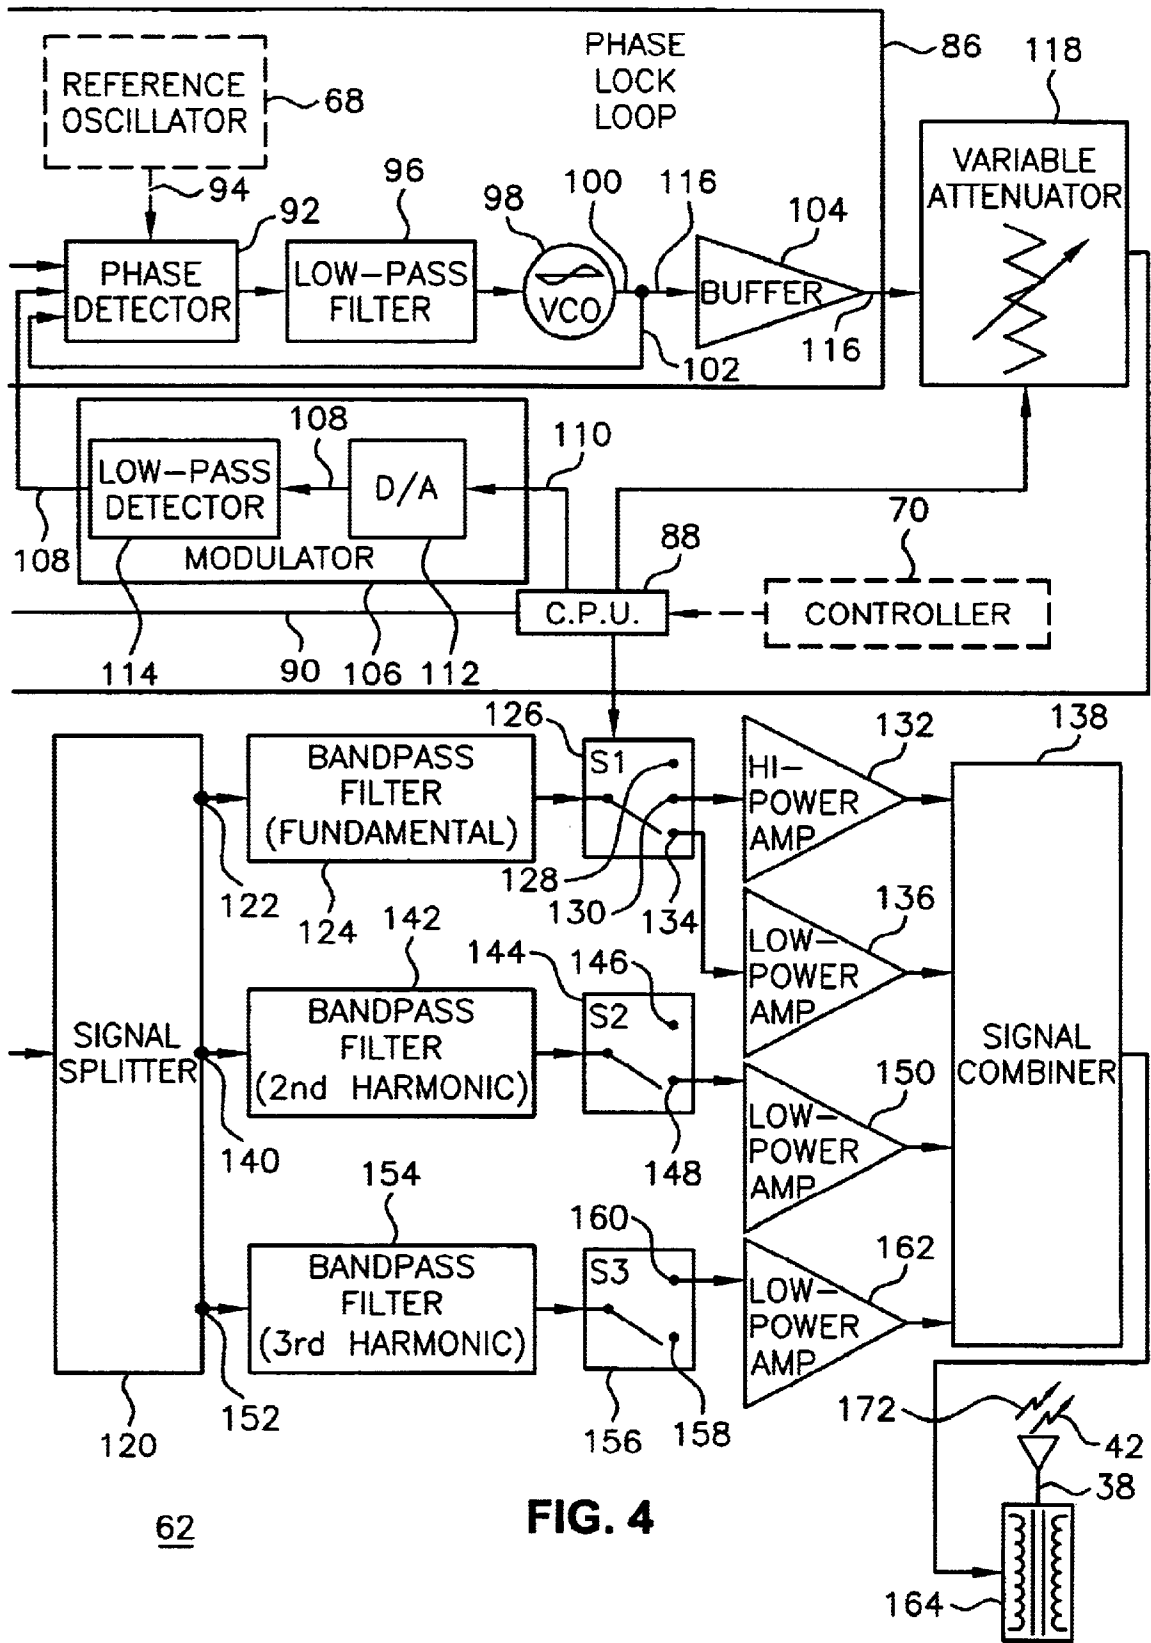 PHASE
LOCK
LOOP
86
118
REFERENCE
OSCILLATOR
68
VARIABLE
ATTENUATOR
94
96
100
116
98
92
104
PHASE
DETECTOR
LOW-PASS
FILTER
VCO
BUFFER
116
102
108
110
LOW-PASS
DETECTOR
D/A
70
108
MODULATOR
88
C.P.U.
CONTROLLER
114
90
106
112
126
132
138
BANDPASS
FILTER
(FUNDAMENTAL)
S1
HI-
POWER
AMP
128
122
124
142
130
134
136
144
146
LOW-
POWER
AMP
SIGNAL
SPLITTER
BANDPASS
FILTER
(2nd HARMONIC)
S2
SIGNAL
COMBINER
150
LOW-
POWER
AMP
140
154
148
160
162
BANDPASS
FILTER
(3rd HARMONIC)
S3
LOW-
POWER
AMP
152
172
120
156
158
42
38
FIG. 4
62
164